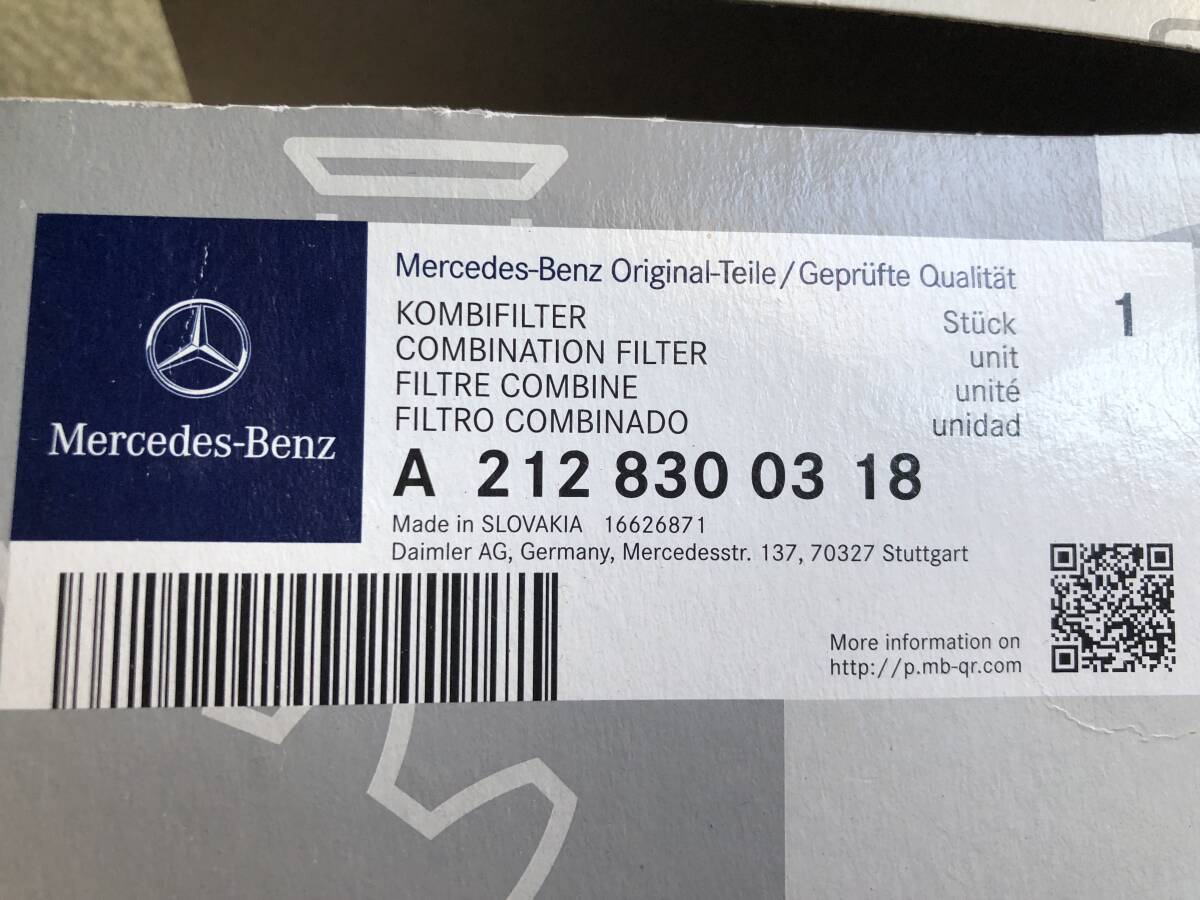 Mercedes-Benz
Mercedes-Benz Original-Teile/Geprüfte Qualität
KOMBIFILTER Stück 1
COMBINATION FILTER unit
FILTRE COMBINE unité
FILTRO COMBINADO unidad
A 212 830 03 18
Made in SLOVAKIA 16626871
Daimler AG, Germany, Mercedesstr. 137, 70327 Stuttgart
More information on
http://p.mb-qr.com